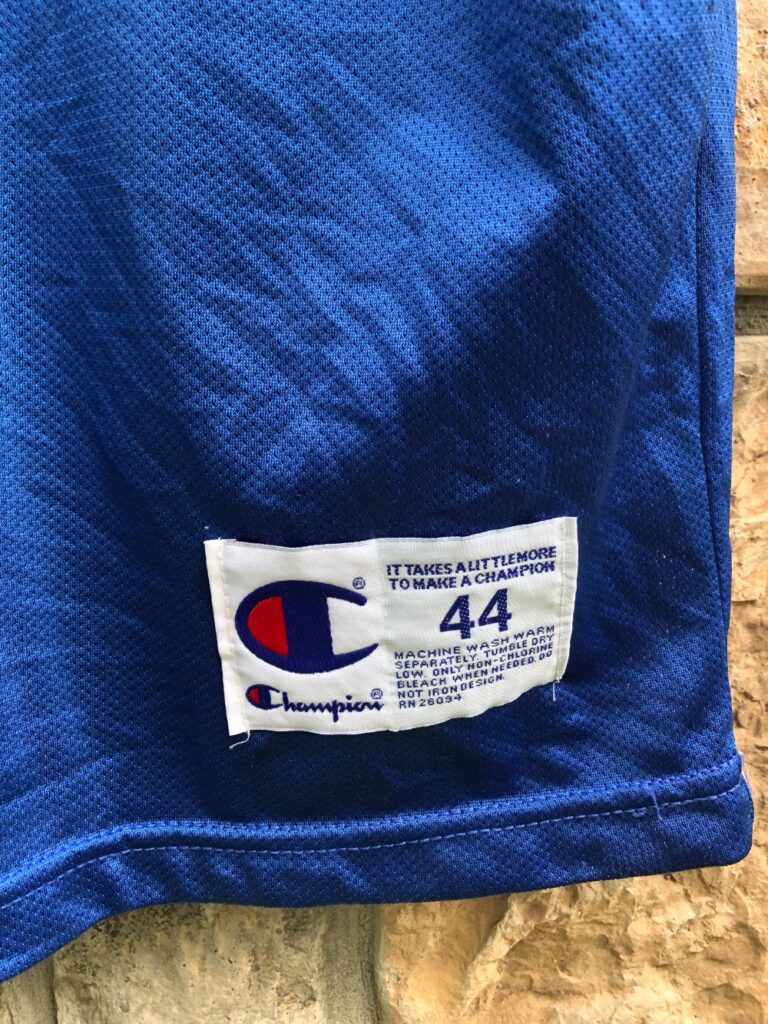 IT TAKES A LITTLE MORE
TO MAKE A CHAMPION
44
MACHINE WASH WARM
SEPARATELY. TUMBLE DRY
LOW. ONLY NON-CHLORINE
BLEACH WHEN NEEDED. DO
NOT IRON DESIGN.
RN 26094
Champion®